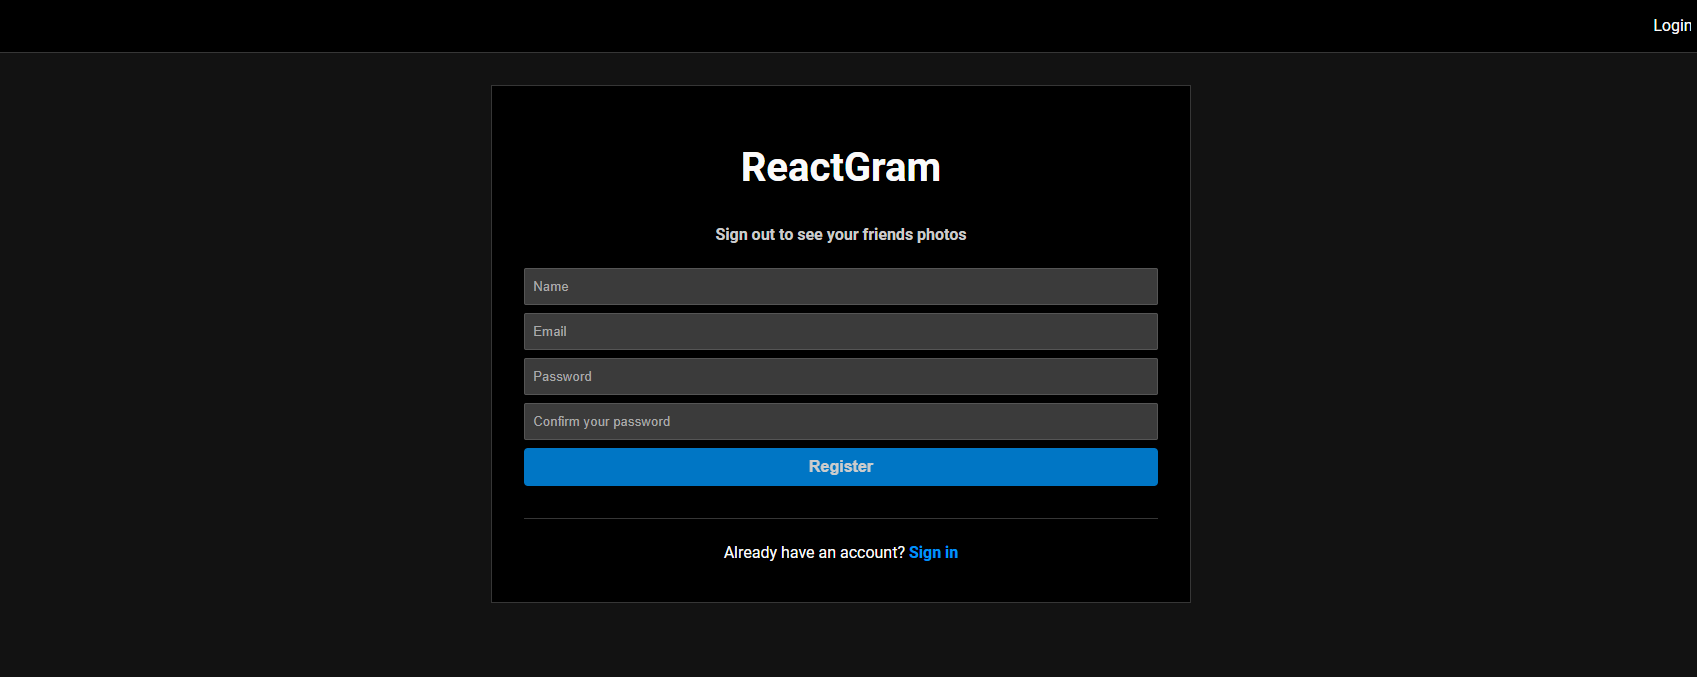 Login
ReactGram
Sign out to see your friends photos
Name
Email
Password
Confirm your password
Register
Already have an account? Sign in